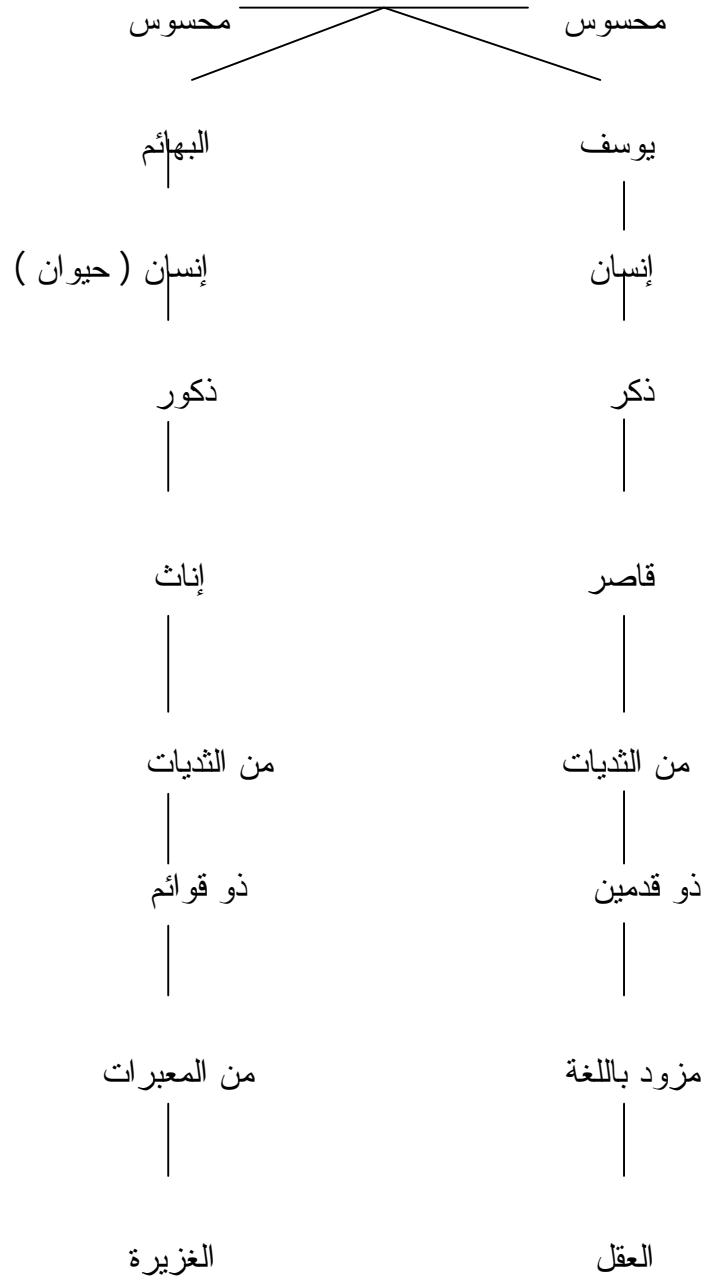 محسوس محسوس
يوسف البهائم
إنسان إنسان ( حيوان )
ذكر ذكور
قاصر إناث
من الثديات من الثديات
ذو قدمين ذو قوائم
مزود باللغة من المعبرات
العقل الغزيرة